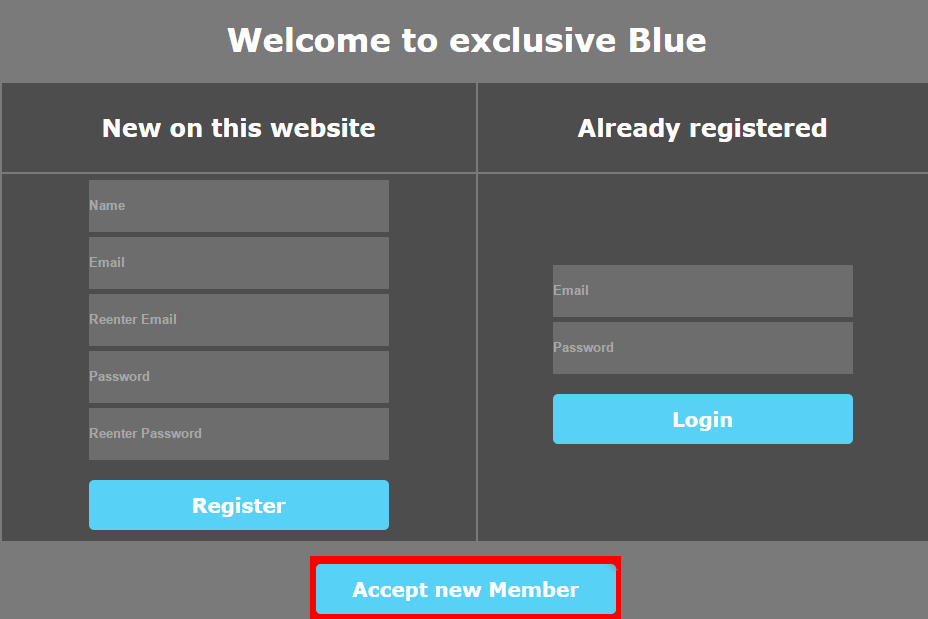 Welcome to exclusive Blue
New on this website
Already registered
Name
Email
Reenter Email
Password
Reenter Password
Register
Email
Password
Login
Accept new Member